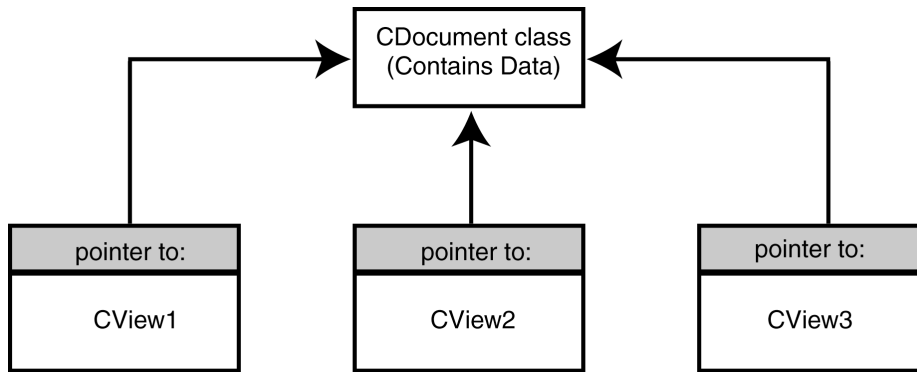 CDocument class
(Contains Data)
pointer to:
pointer to:
pointer to:
CView1
CView2
CView3